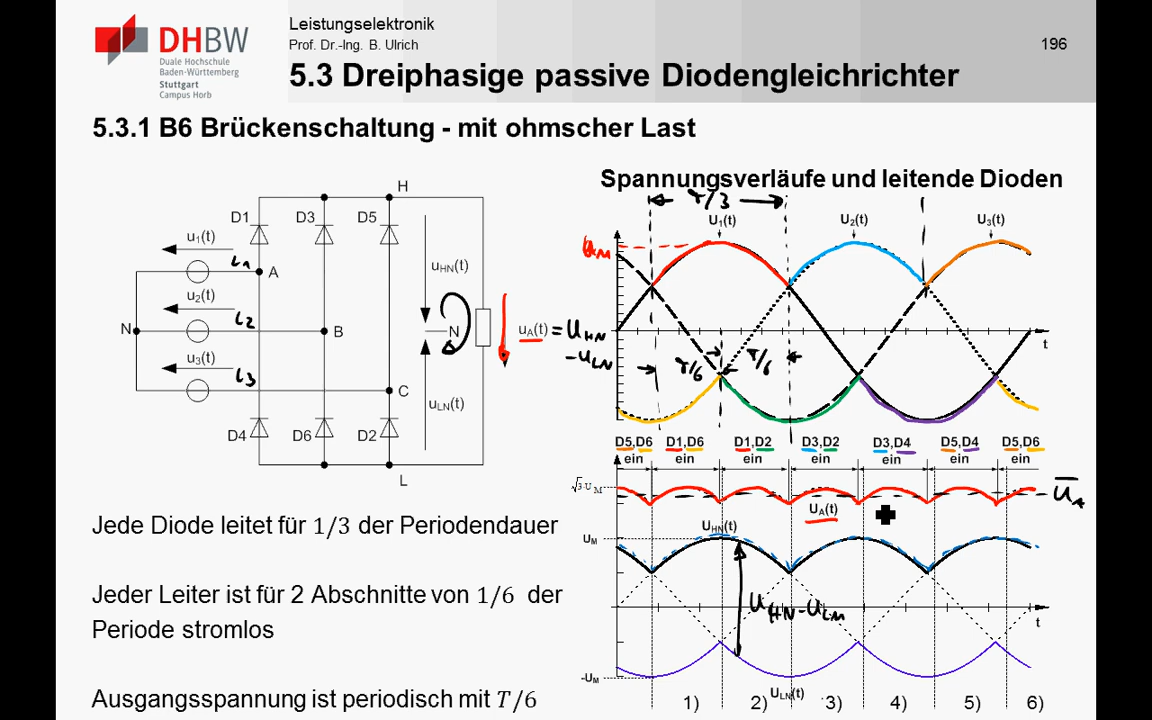 DHBW
Duale Hochschule
Baden-Württemberg
Stuttgart
Campus Horb
Leistungselektronik
Prof. Dr.-Ing. B. Ulrich
196
5.3 Dreiphasige passive Diodengleichrichter
5.3.1 B6 Brückenschaltung - mit ohmscher Last
H
D1 D3 D5
u1(t)
L1
A
u2(t)
L2
N
B
u3(t)
L3
C
uHN(t)
N
uLN(t)
uA(t) = UHN
- ULN
D4 D6 D2
L
Spannungsverläufe und leitende Dioden
T/3
U1(t) U2(t) U3(t)
UM
t
T/6 T/6
D5,D6 D1,D6 D1,D2 D3,D2 D3,D4 D5,D4 D5,D6
ein ein ein ein ein ein ein
√3·UM
UA(t)
UA
UHN(t)
UM
UHN-ULN
t
-UM
ULN(t)
1) 2) 3) 4) 5) 6)
Jede Diode leitet für 1/3 der Periodendauer
Jeder Leiter ist für 2 Abschnitte von 1/6 der
Periode stromlos
Ausgangsspannung ist periodisch mit T/6